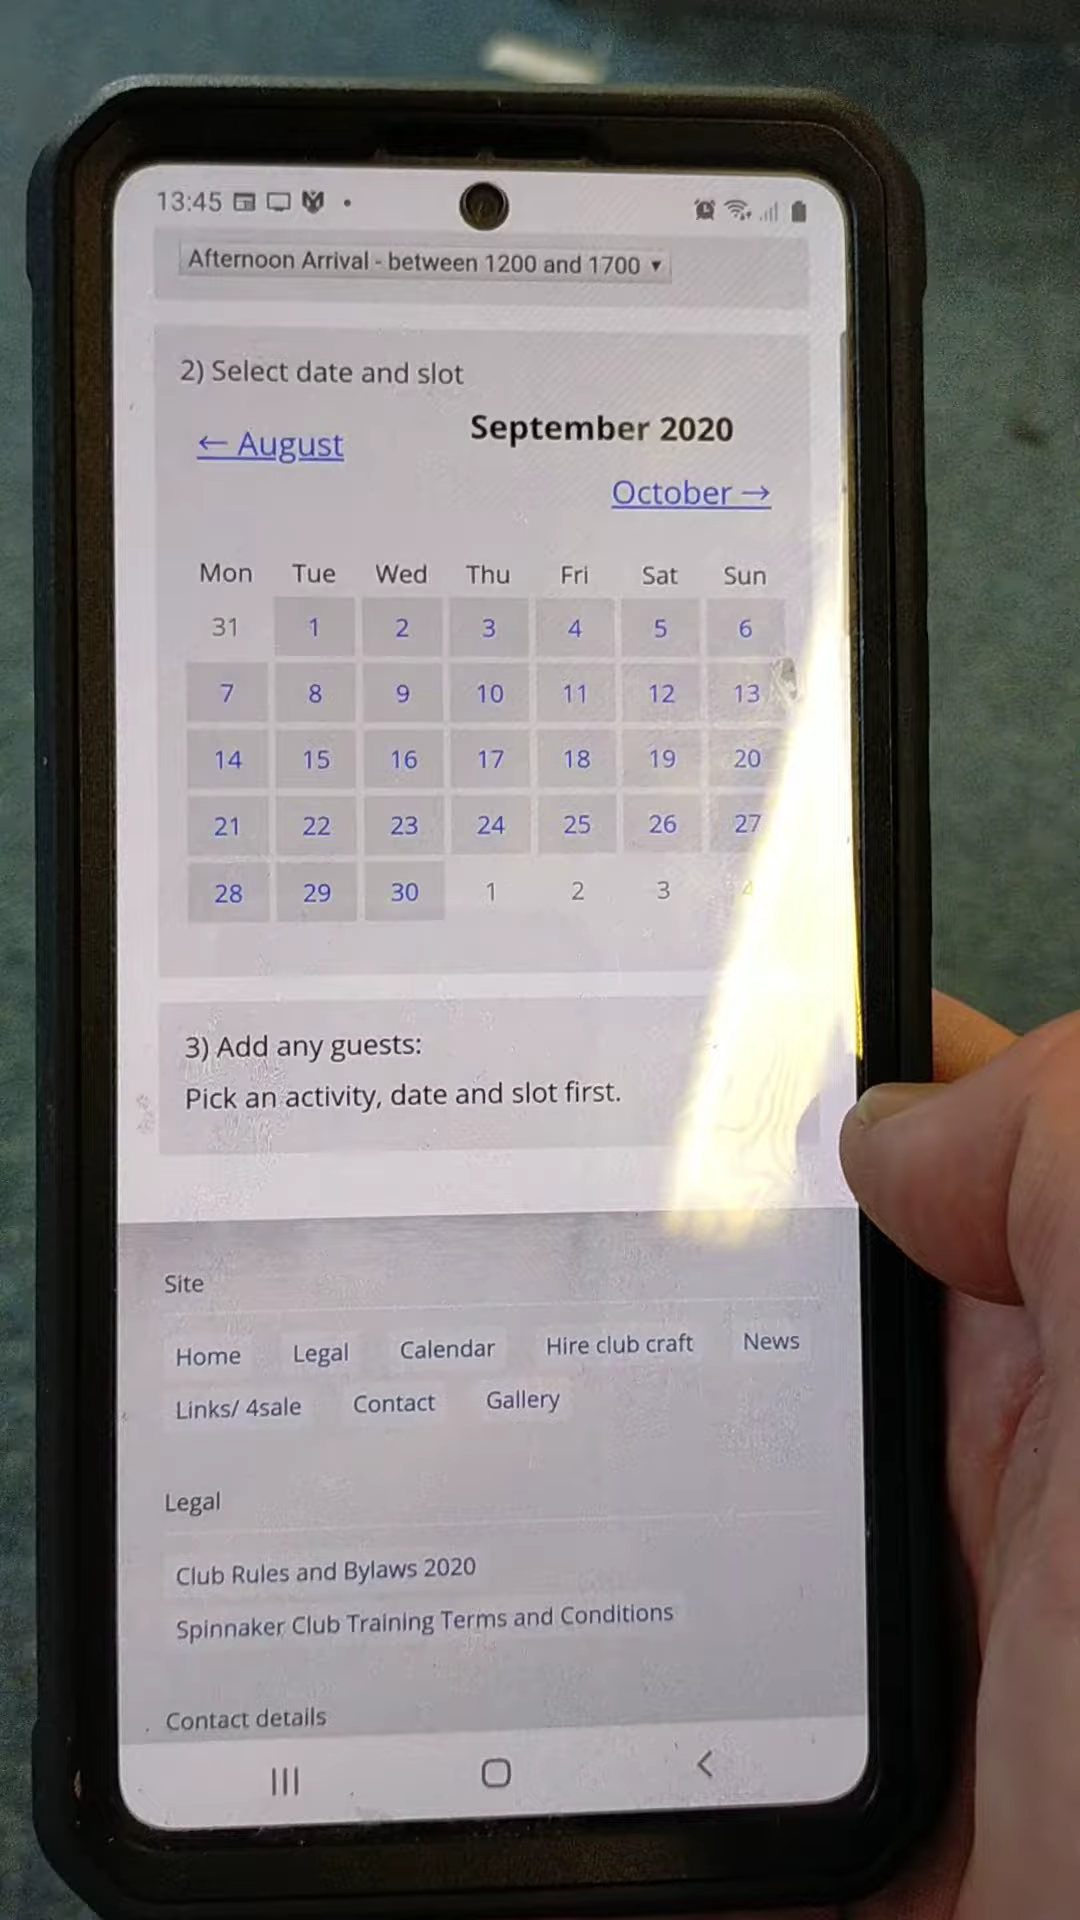 13:45
Afternoon Arrival - between 1200 and 1700
2) Select date and slot
September 2020
← August
October →
Mon Tue Wed Thu Fri Sat Sun
31 1 2 3 4 5 6
7 8 9 10 11 12 13
14 15 16 17 18 19 20
21 22 23 24 25 26 27
28 29 30 1 2 3 4
3) Add any guests:
Pick an activity, date and slot first.
Site
Home Legal Calendar Hire club craft News
Links/ 4sale Contact Gallery
Legal
Club Rules and Bylaws 2020
Spinnaker Club Training Terms and Conditions
Contact details